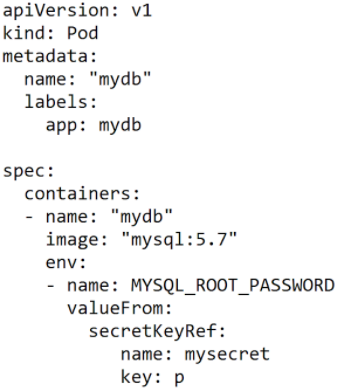 apiVersion: v1
kind: Pod
metadata:
  name: "mydb"
  labels:
    app: mydb

spec:
  containers:
  - name: "mydb"
    image: "mysql:5.7"
    env:
    - name: MYSQL_ROOT_PASSWORD
      valueFrom:
        secretKeyRef:
           name: mysecret
           key: p